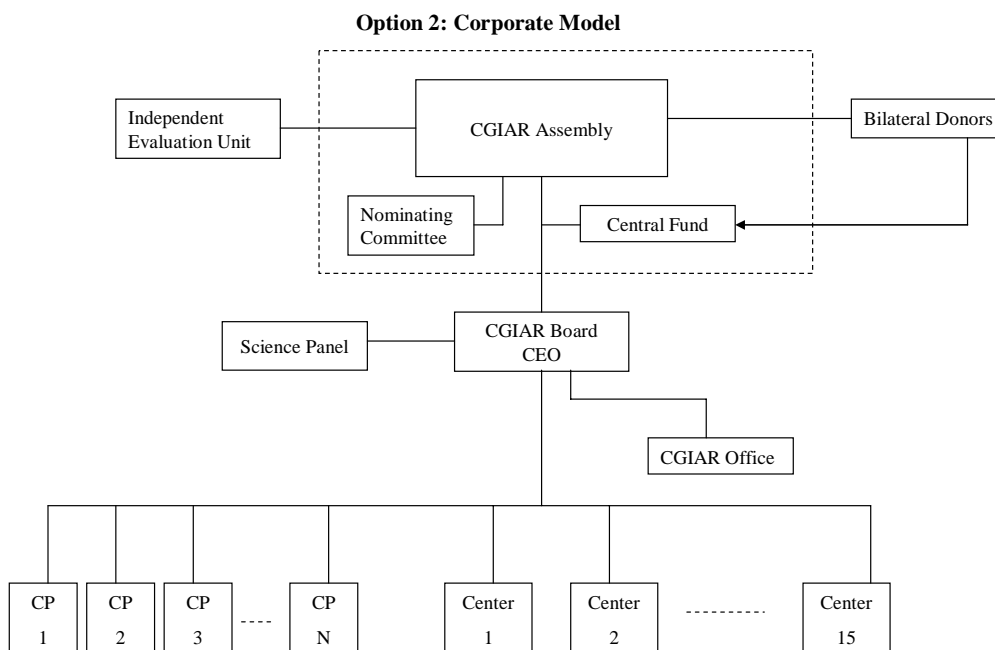 Option 2: Corporate Model
Independent
Evaluation Unit
CGIAR Assembly
Bilateral Donors
Nominating
Committee
Central Fund
Science Panel
CGIAR Board
CEO
CGIAR Office
CP
1
CP
2
CP
3
CP
N
Center
1
Center
2
Center
15